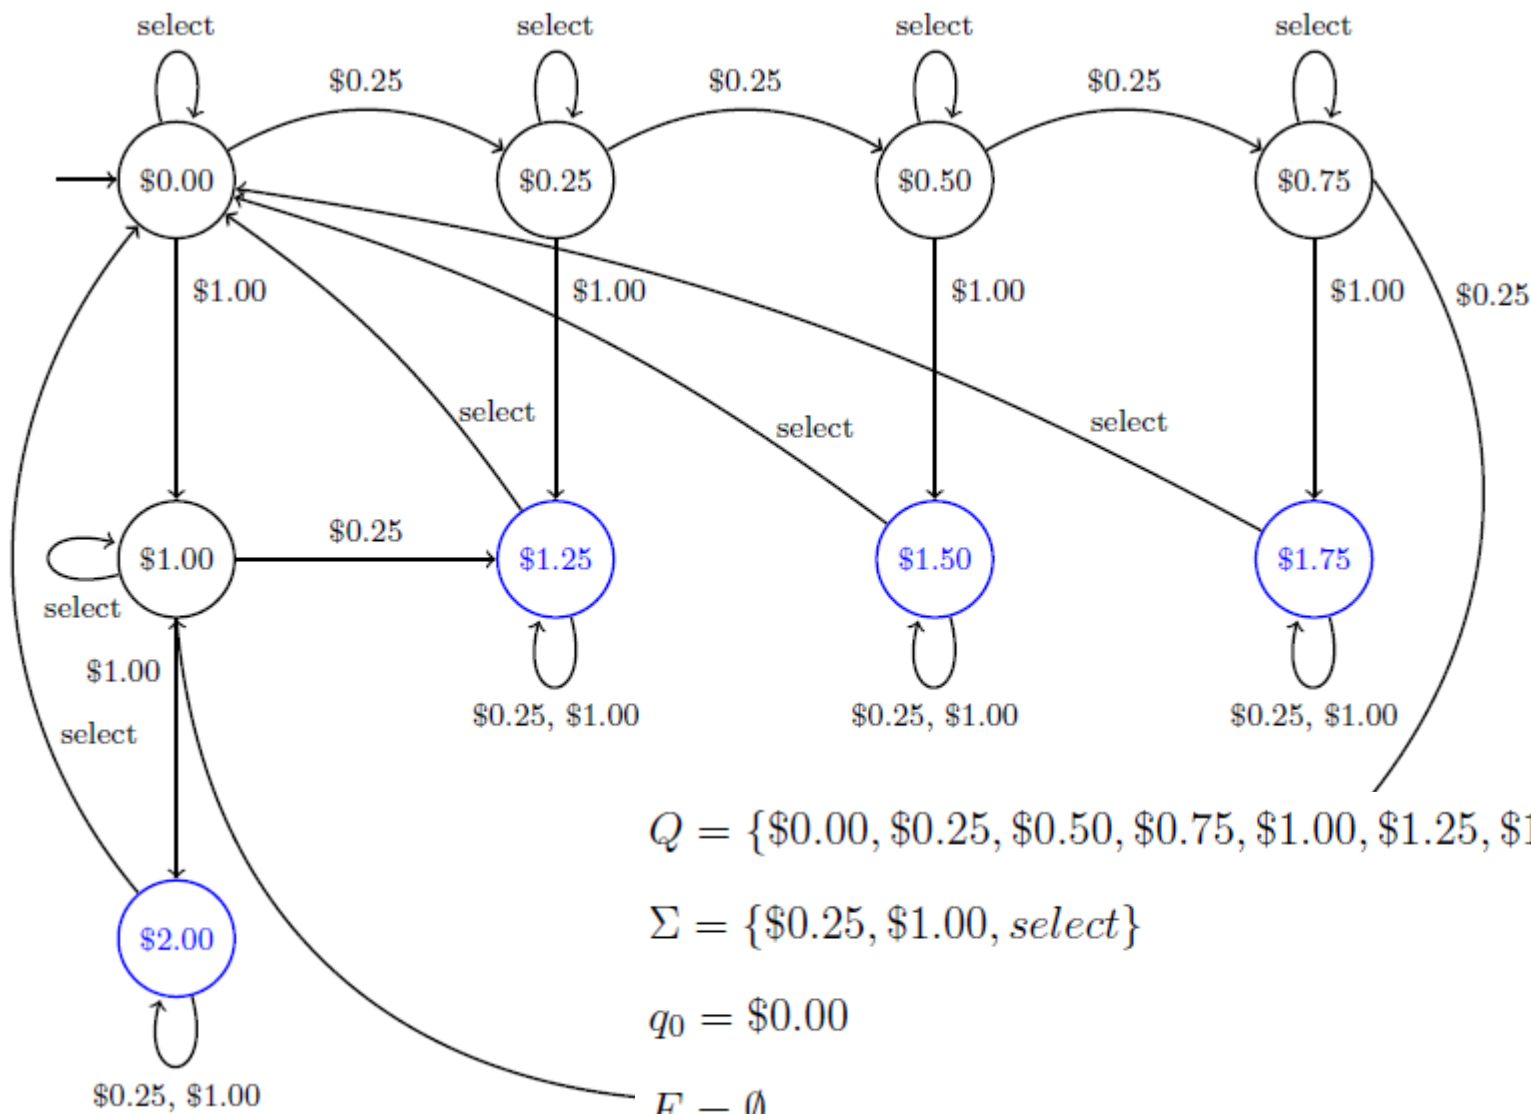 select select select select
$0.25 $0.25 $0.25
$0.00 $0.25 $0.50 $0.75
$1.00 $1.00 $1.00 $1.00 $0.25
select select select
$0.25
$1.00 $1.25 $1.50 $1.75
select
$1.00
$0.25, $1.00 $0.25, $1.00 $0.25, $1.00
select
Q = {$0.00, $0.25, $0.50, $0.75, $1.00, $1.25, $1
Σ = {$0.25, $1.00, select}
$2.00
q₀ = $0.00
$0.25, $1.00
F = ∅